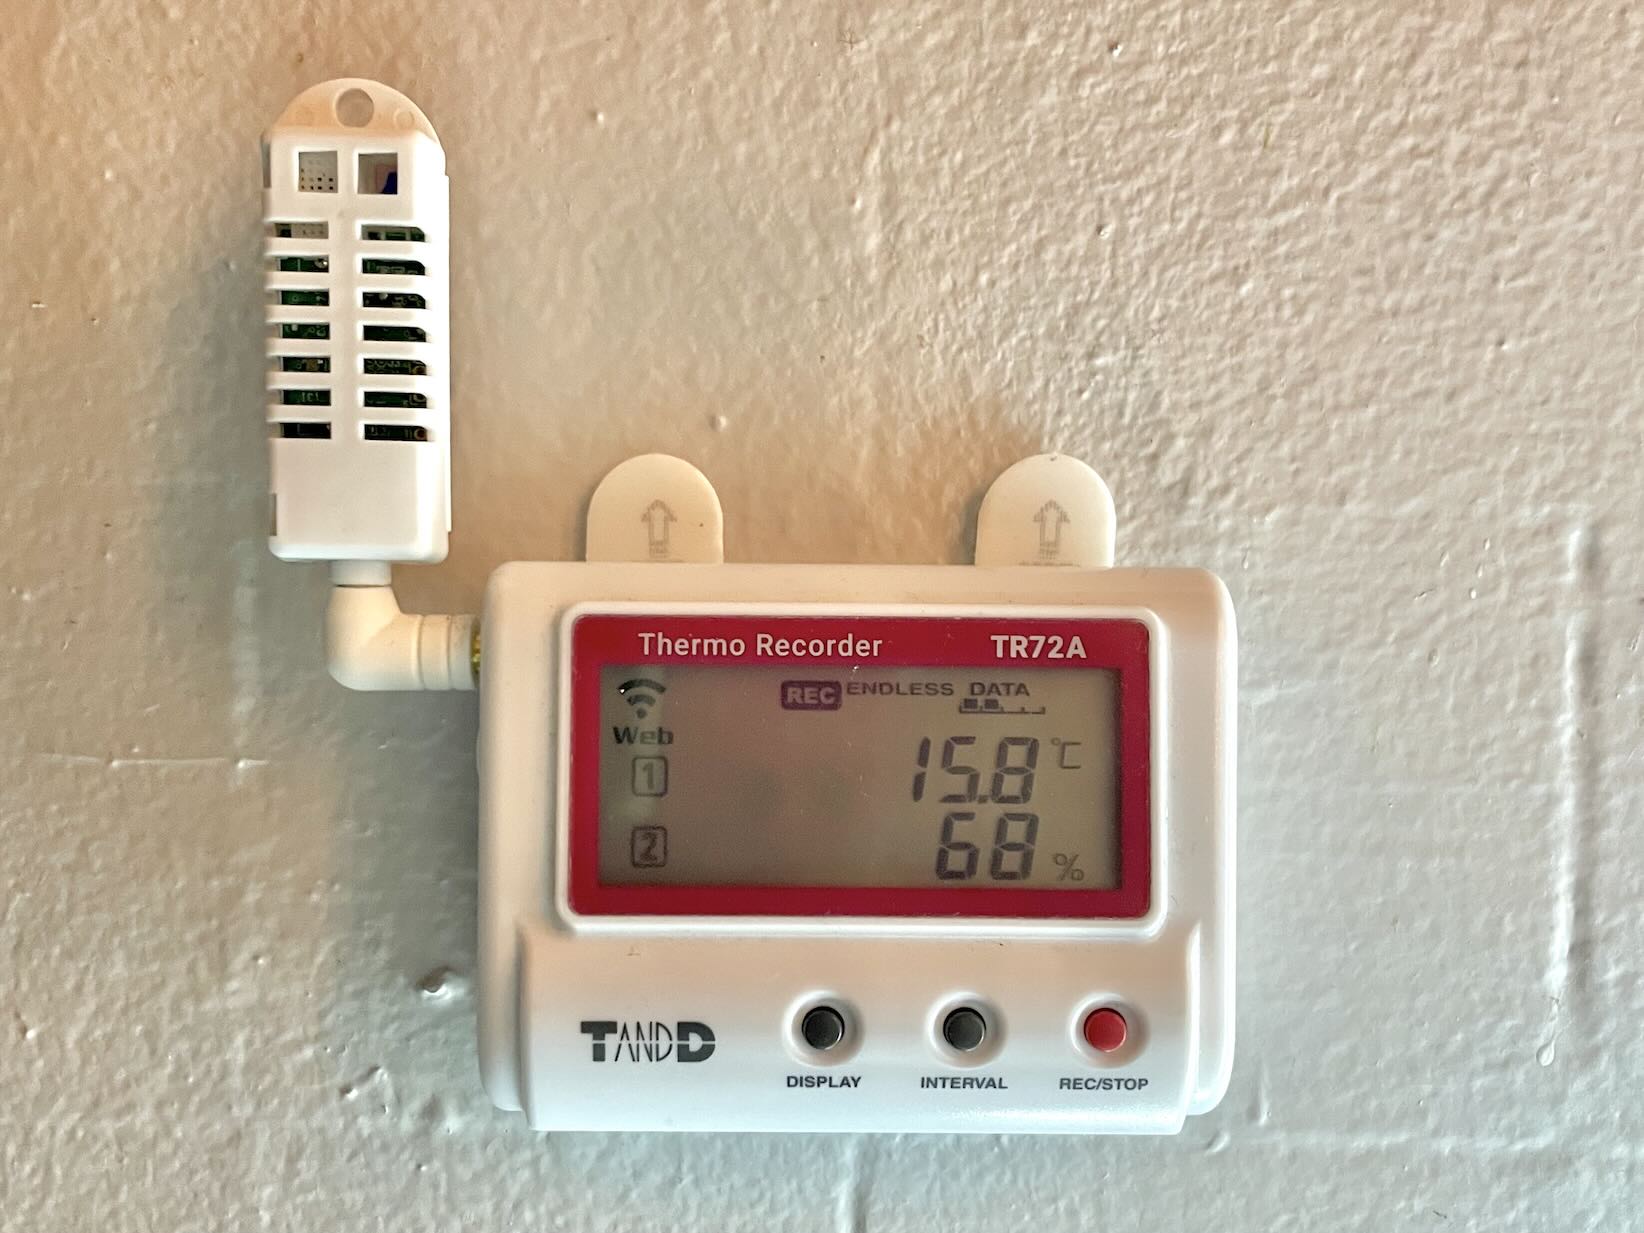 Thermo Recorder TR72A
REC ENDLESS DATA
Web
1
15.8 °C
2
68 %
TANDD
DISPLAY INTERVAL REC/STOP